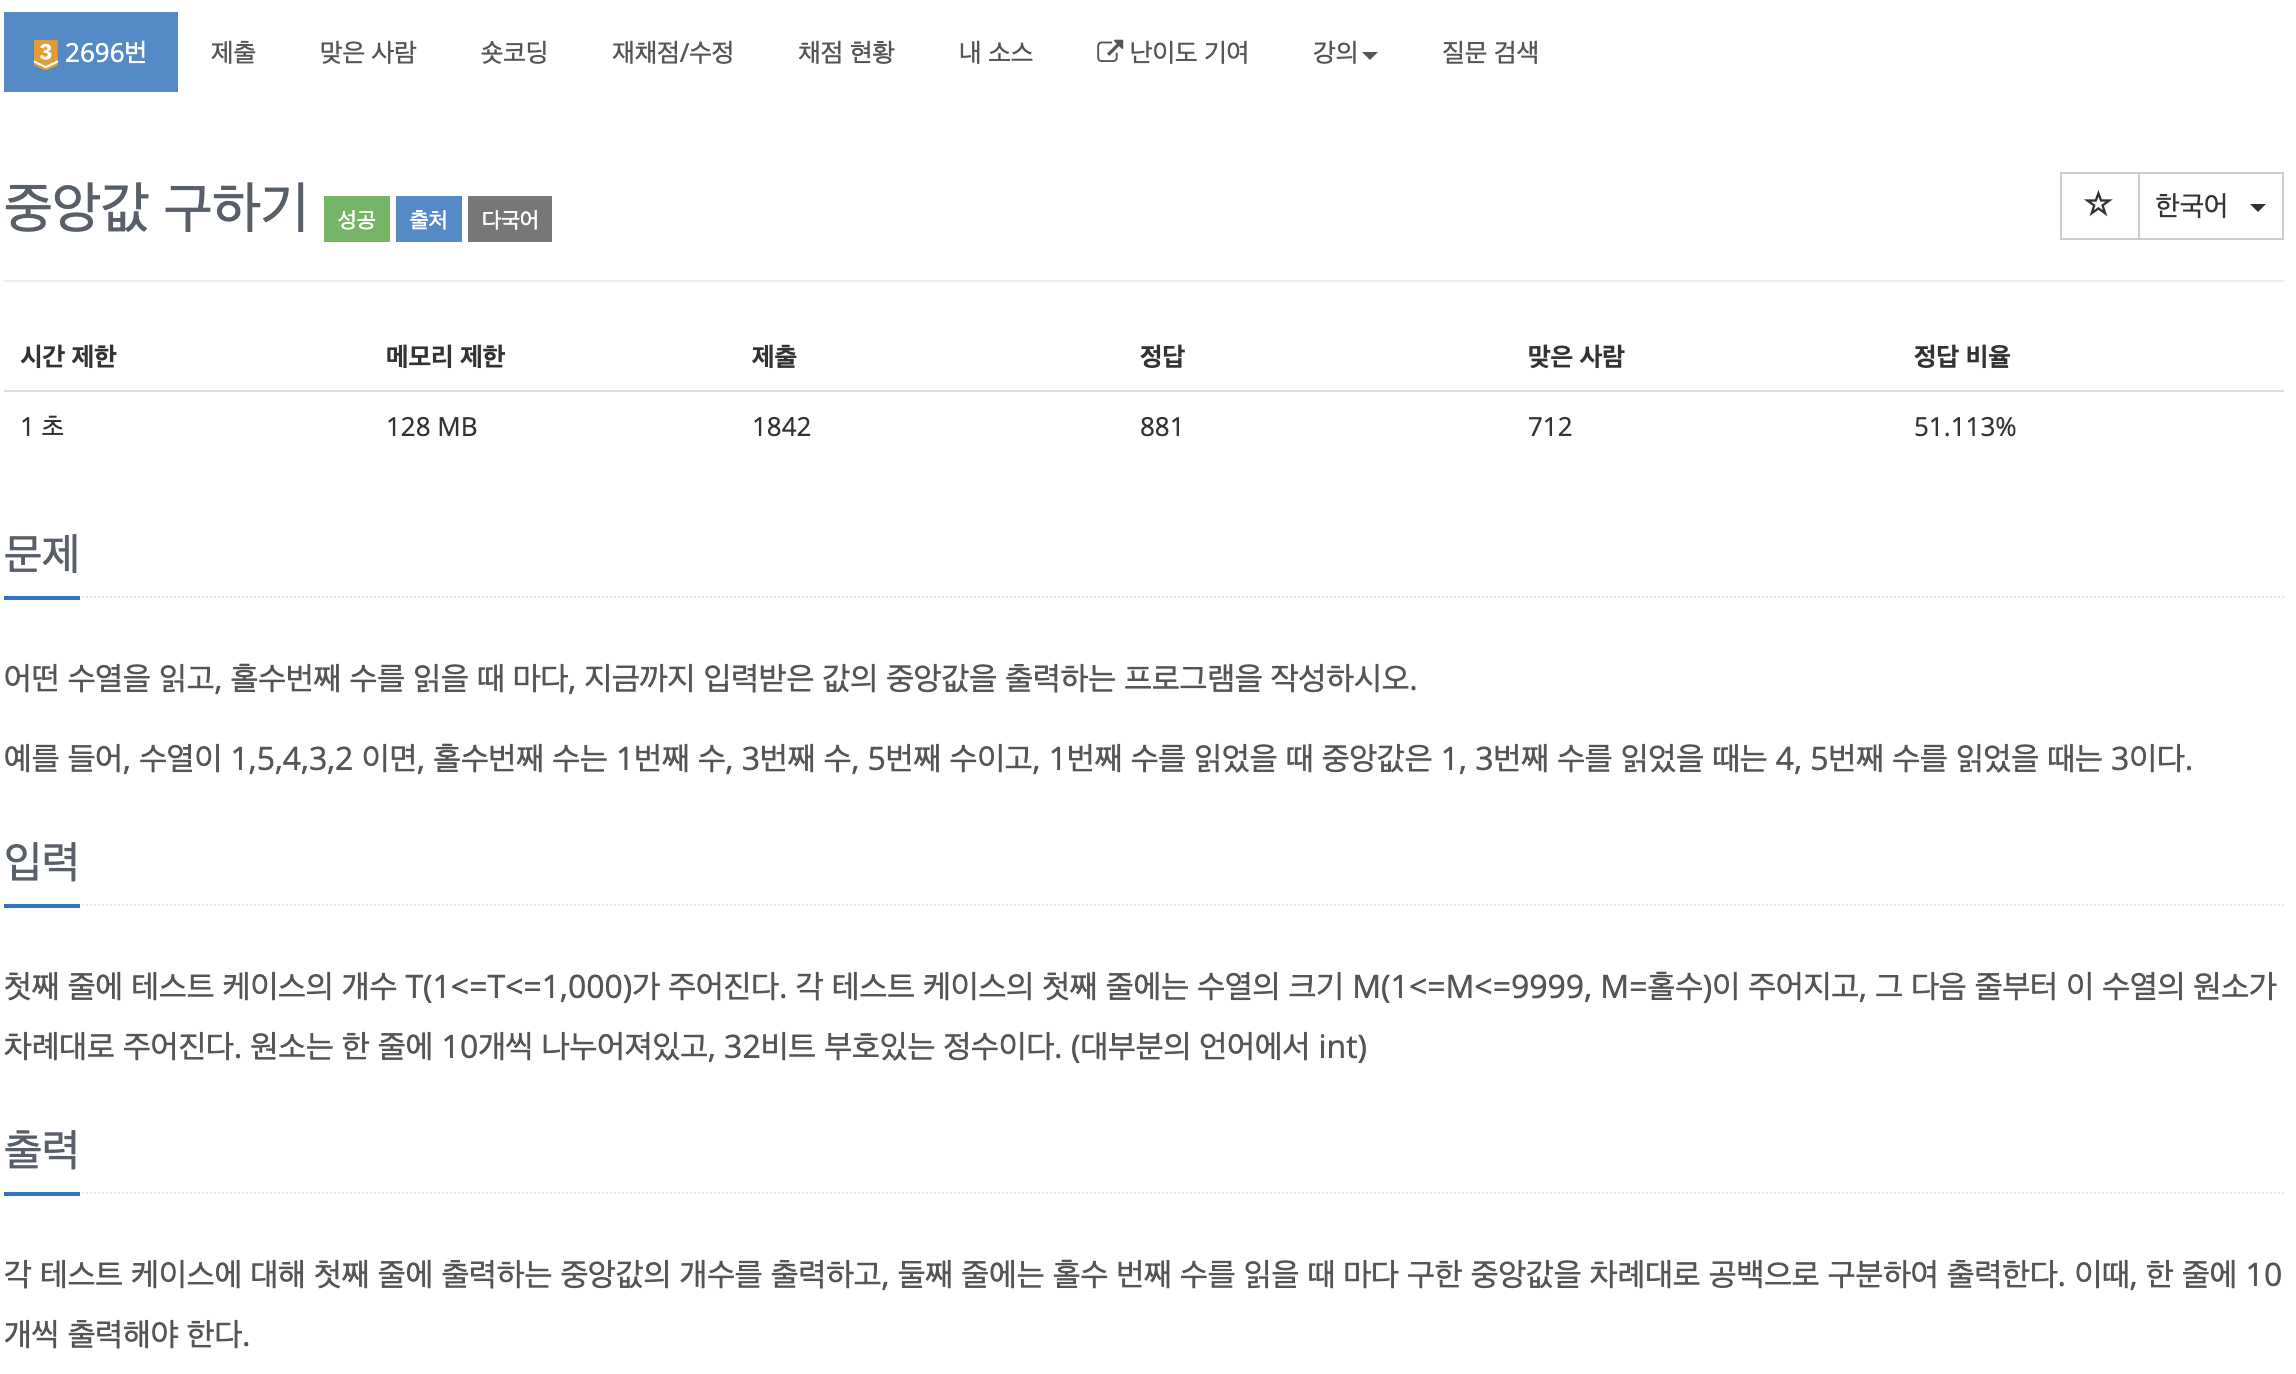 3 2696번 제출 맞은 사람 숏코딩 재채점/수정 채점 현황 내 소스 난이도 기여 강의 질문 검색
중앙값 구하기 성공 출처 다국어 ☆ 한국어
시간 제한 메모리 제한 제출 정답 맞은 사람 정답 비율
1 초 128 MB 1842 881 712 51.113%
문제
어떤 수열을 읽고, 홀수번째 수를 읽을 때 마다, 지금까지 입력받은 값의 중앙값을 출력하는 프로그램을 작성하시오.
예를 들어, 수열이 1,5,4,3,2 이면, 홀수번째 수는 1번째 수, 3번째 수, 5번째 수이고, 1번째 수를 읽었을 때 중앙값은 1, 3번째 수를 읽었을 때는 4, 5번째 수를 읽었을 때는 3이다.
입력
첫째 줄에 테스트 케이스의 개수 T(1<=T<=1,000)가 주어진다. 각 테스트 케이스의 첫째 줄에는 수열의 크기 M(1<=M<=9999, M=홀수)이 주어지고, 그 다음 줄부터 이 수열의 원소가
차례대로 주어진다. 원소는 한 줄에 10개씩 나누어져있고, 32비트 부호있는 정수이다. (대부분의 언어에서 int)
출력
각 테스트 케이스에 대해 첫째 줄에 출력하는 중앙값의 개수를 출력하고, 둘째 줄에는 홀수 번째 수를 읽을 때 마다 구한 중앙값을 차례대로 공백으로 구분하여 출력한다. 이때, 한 줄에 10
개씩 출력해야 한다.